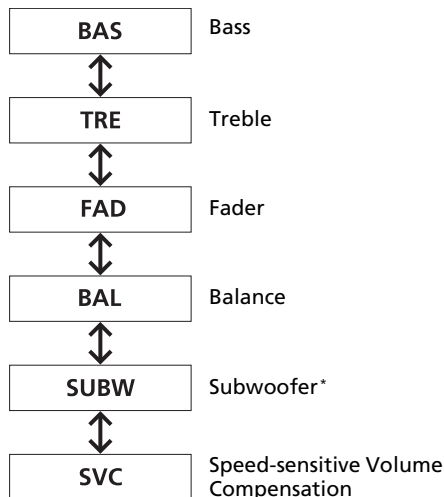 BAS Bass
TRE Treble
FAD Fader
BAL Balance
SUBW Subwoofer*
SVC Speed-sensitive Volume
Compensation